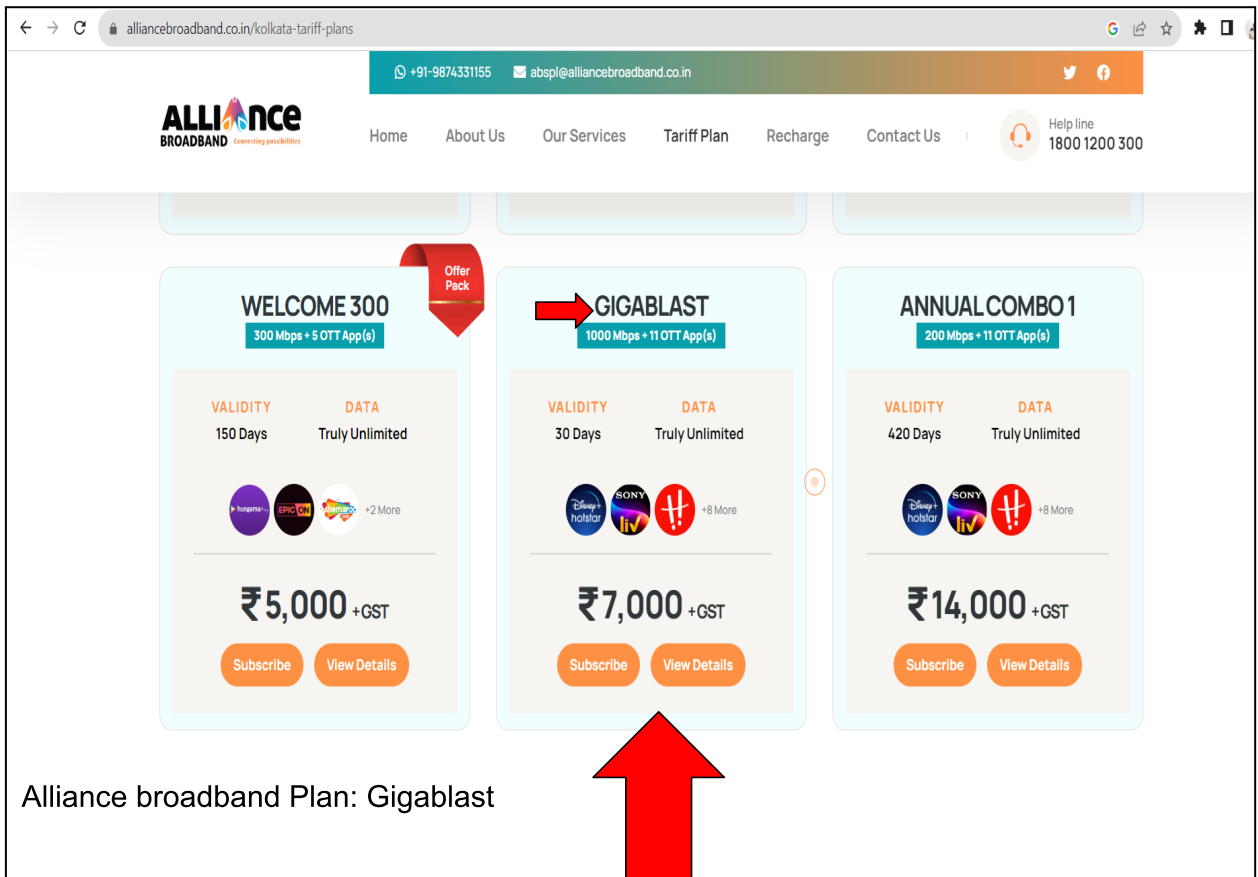 alliancebroadband.co.in/kolkata-tariff-plans
+91-9874331155 abspl@alliancebroadband.co.in
ALLIANCE
BROADBAND Connecting possibilities
Home About Us Our Services Tariff Plan Recharge Contact Us
Help line
1800 1200 300
Offer
Pack
WELCOME 300
300 Mbps + 5 OTT App(s)
VALIDITY DATA
150 Days Truly Unlimited
hungama
EPIC ON
shemaroo
+2 More
₹5,000 +GST
Subscribe View Details
GIGABLAST
1000 Mbps + 11 OTT App(s)
VALIDITY DATA
30 Days Truly Unlimited
Disney+
hotstar
SONY
liv
H!
+8 More
₹7,000 +GST
Subscribe View Details
ANNUAL COMBO 1
200 Mbps + 11 OTT App(s)
VALIDITY DATA
420 Days Truly Unlimited
Disney+
hotstar
SONY
liv
H!
+8 More
₹14,000 +GST
Subscribe View Details
Alliance broadband Plan: Gigablast